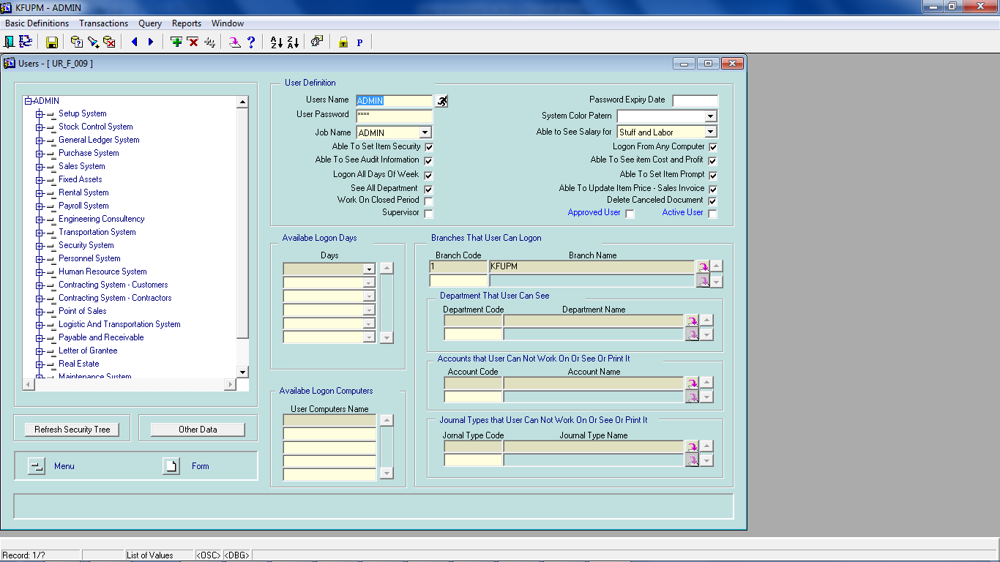 KFUPM - ADMIN
Basic Definitions Transactions Query Reports Window
Users - [ UR_F_009 ]
ADMIN
Setup System
Stock Control System
General Ledger System
Purchase System
Sales System
Fixed Assets
Rental System
Payroll System
Engineering Consultency
Transportation System
Security System
Personnel System
Human Resource System
Contracting System - Customers
Contracting System - Contractors
Point of Sales
Logistic And Transportation System
Payable and Receivable
Letter of Grantee
Real Estate
Maintenance System
Refresh Security Tree
Other Data
Menu
Form
User Definition
Users Name ADMIN
User Password ****
Job Name ADMIN
Able To Set Item Security
Able To See Audit Information
Logon All Days Of Week
See All Department
Work On Closed Period
Supervisor
Password Expiry Date
System Color Patern
Able to See Salary for Stuff and Labor
Logon From Any Computer
Able To See item Cost and Profit
Able To Set Item Prompt
Able To Update Item Price - Sales Invoice
Delete Canceled Document
Approved User Active User
Availabe Logon Days
Days
Availabe Logon Computers
User Computers Name
Branches That User Can Logon
Branch Code Branch Name
1 KFUPM
Department That User Can See
Department Code Department Name
Accounts that User Can Not Work On Or See Or Print It
Account Code Account Name
Journal Types that User Can Not Work On Or See Or Print It
Jornal Type Code Journal Type Name
Record: 1/? List of Values <OSC> <DBG>